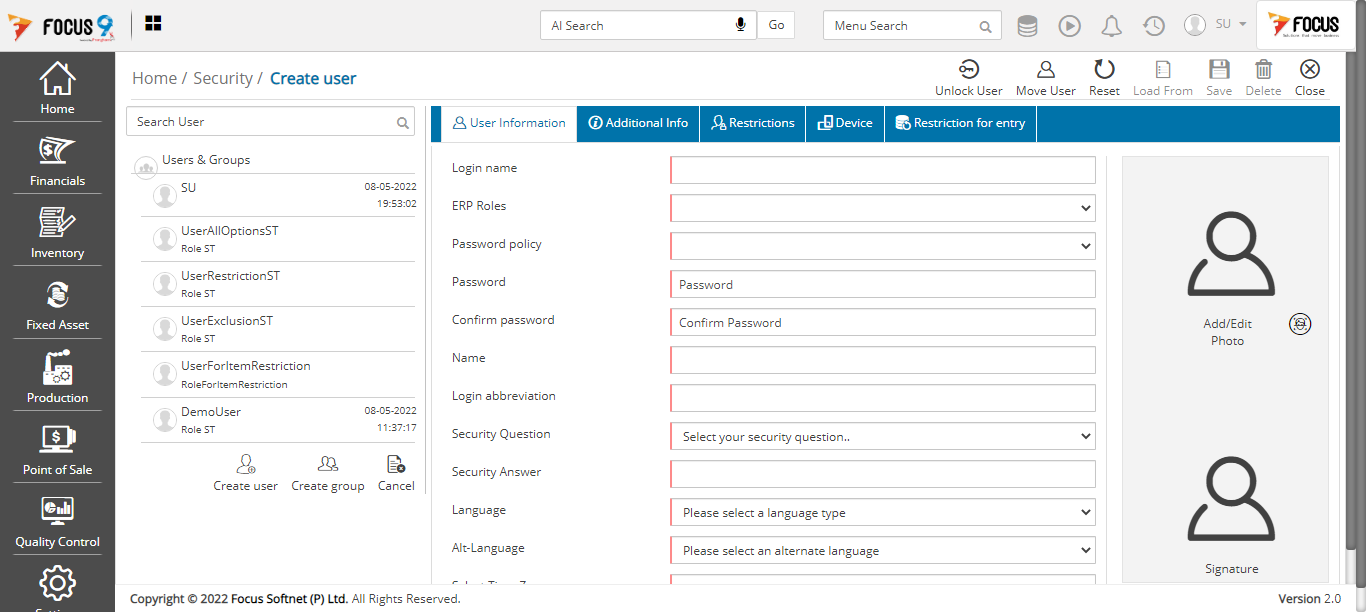 FOCUS 9
AI Search
Go
Menu Search
SU
FOCUS
Home
Financials
Inventory
Fixed Asset
Production
Point of Sale
Quality Control
Home / Security / Create user
Unlock User
Move User
Reset
Load From
Save
Delete
Close
Search User
Users & Groups
SU
08-05-2022
19:53:02
UserAllOptionsST
Role ST
UserRestrictionST
Role ST
UserExclusionST
Role ST
UserForItemRestriction
RoleForItemRestriction
DemoUser
08-05-2022
Role ST
11:37:17
Create user
Create group
Cancel
User Information
Additional Info
Restrictions
Device
Restriction for entry
Login name
ERP Roles
Password policy
Password
Password
Confirm password
Confirm Password
Name
Login abbreviation
Security Question
Select your security question..
Security Answer
Language
Please select a language type
Alt-Language
Please select an alternate language
Add/Edit
Photo
Signature
Copyright © 2022 Focus Softnet (P) Ltd. All Rights Reserved.
Version 2.0